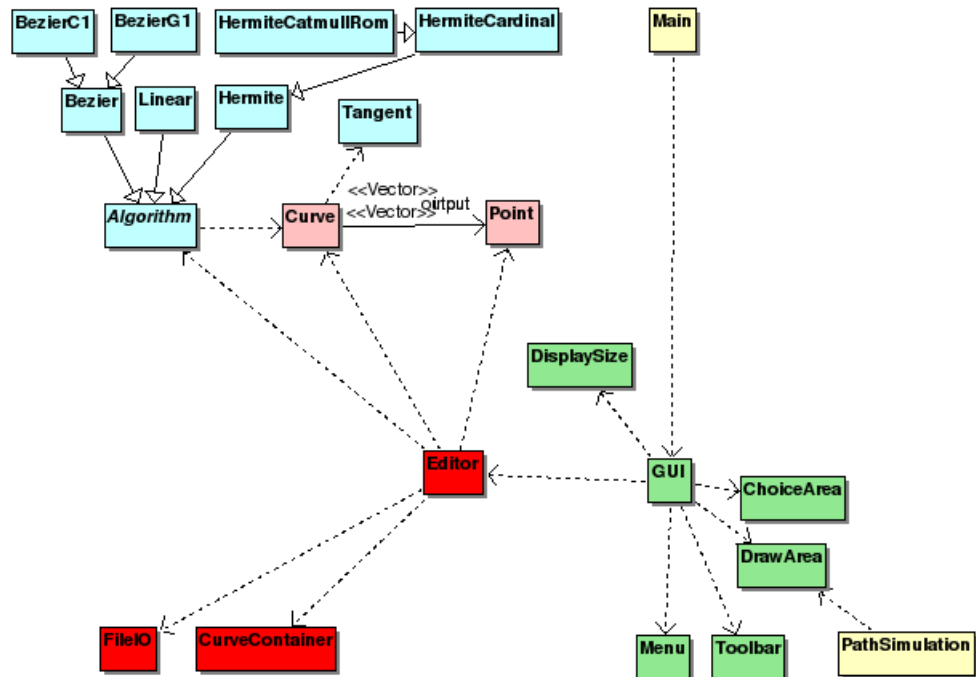 BezierC1
BezierG1
HermiteCatmullRom
HermiteCardinal
Main
Bezier
Linear
Hermite
Tangent
<<Vector>>
output
<<Vector>>
Algorithm
Curve
Point
DisplaySize
Editor
GUI
ChoiceArea
DrawArea
FileIO
CurveContainer
Menu
Toolbar
PathSimulation